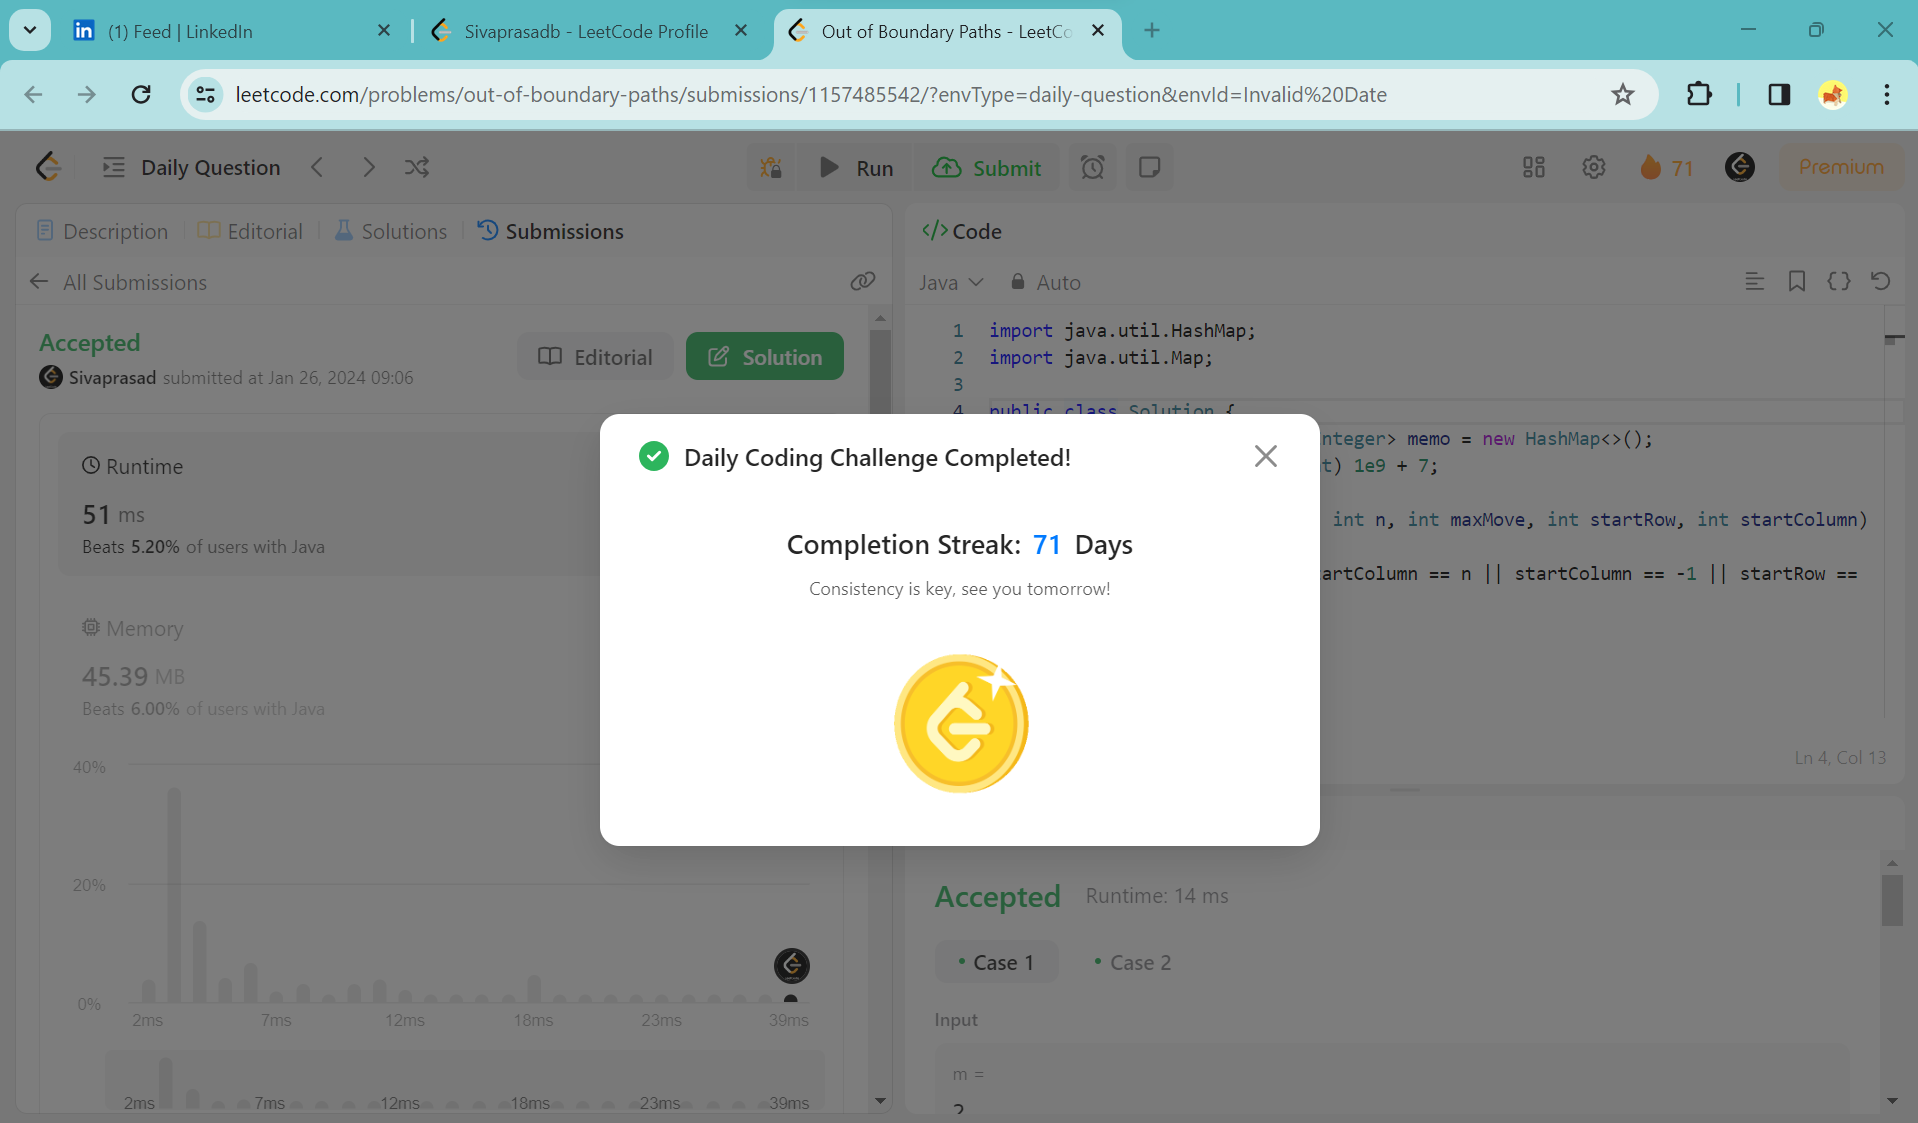 (1) Feed | LinkedIn
Sivaprasadb - LeetCode Profile
Out of Boundary Paths - LeetCo
leetcode.com/problems/out-of-boundary-paths/submissions/1157485542/?envType=daily-question&envId=Invalid%20Date
Daily Question
Run
Submit
71
Premium
Description
Editorial
Solutions
Submissions
All Submissions
Accepted
Sivaprasad submitted at Jan 26, 2024 09:06
Editorial
Solution
Runtime
51 ms
Beats 5.20% of users with Java
Memory
45.39 MB
Beats 6.00% of users with Java
40%
20%
0%
2ms 7ms 12ms 18ms 23ms 39ms
2ms 7ms 12ms 18ms 23ms 39ms
Daily Coding Challenge Completed!
Completion Streak: 71 Days
Consistency is key, see you tomorrow!
</> Code
Java
Auto
1 import java.util.HashMap;
2 import java.util.Map;
3
4 public class Solution {
nteger> memo = new HashMap<>();
t) 1e9 + 7;
int n, int maxMove, int startRow, int startColumn)
artColumn == n || startColumn == -1 || startRow ==
Ln 4, Col 13
Accepted
Runtime: 14 ms
Case 1
Case 2
Input
m =
2